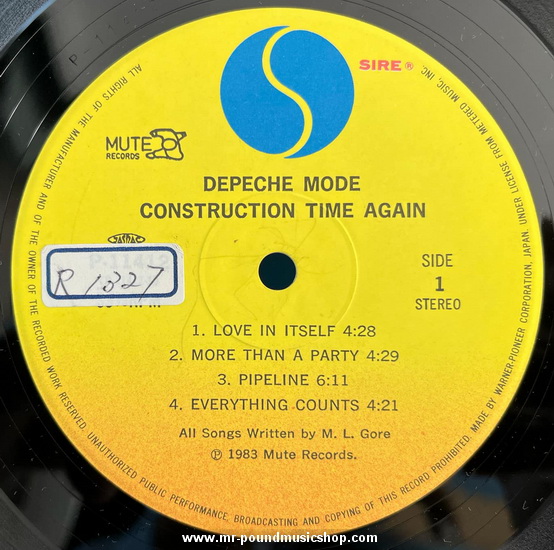 SIRE®
MUTE
RECORDS
DEPECHE MODE
CONSTRUCTION TIME AGAIN
JASRAC
P-11412
R 1327
SIDE
1
STEREO
1. LOVE IN ITSELF 4:28
2. MORE THAN A PARTY 4:29
3. PIPELINE 6:11
4. EVERYTHING COUNTS 4:21
All Songs Written by M. L. Gore
Ⓟ 1983 Mute Records.
ALL RIGHTS OF THE MANUFACTURER AND OF THE OWNER OF THE RECORDED WORK RESERVED. UNAUTHORIZED PUBLIC PERFORMANCE, BROADCASTING AND COPYING OF THIS RECORD PROHIBITED. MADE BY WARNER-PIONEER CORPORATION, JAPAN. UNDER LICENSE FROM METERED MUSIC, INC.
www.mr-poundmusicshop.com